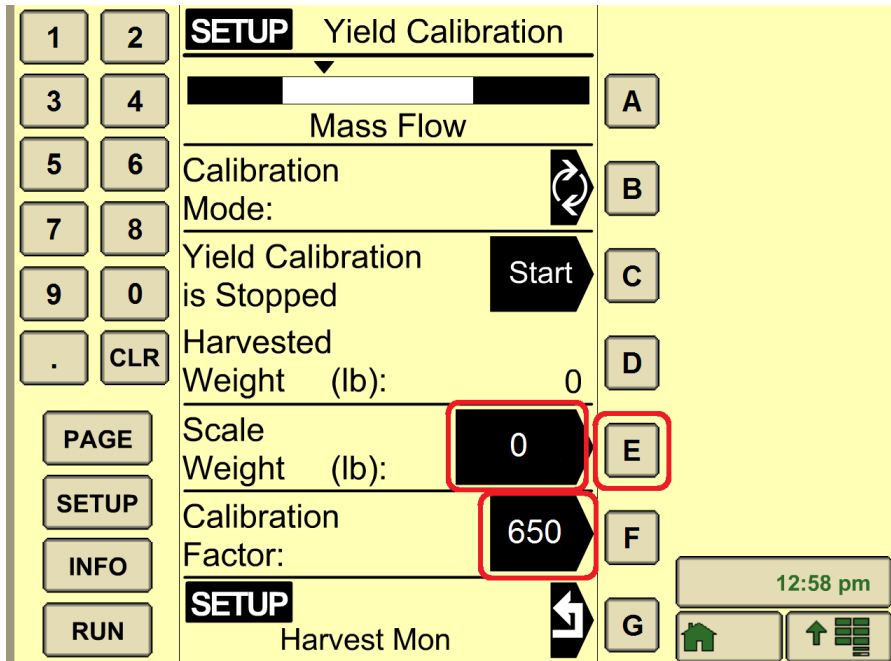 1 2
3 4
5 6
7 8
9 0
. CLR
PAGE
SETUP
INFO
RUN
SETUP Yield Calibration
Mass Flow
Calibration
Mode:
Yield Calibration
is Stopped
Start
Harvested
Weight (lb): 0
Scale
Weight (lb):
0
Calibration
Factor:
650
SETUP
Harvest Mon
A
B
C
D
E
F
G
12:58 pm